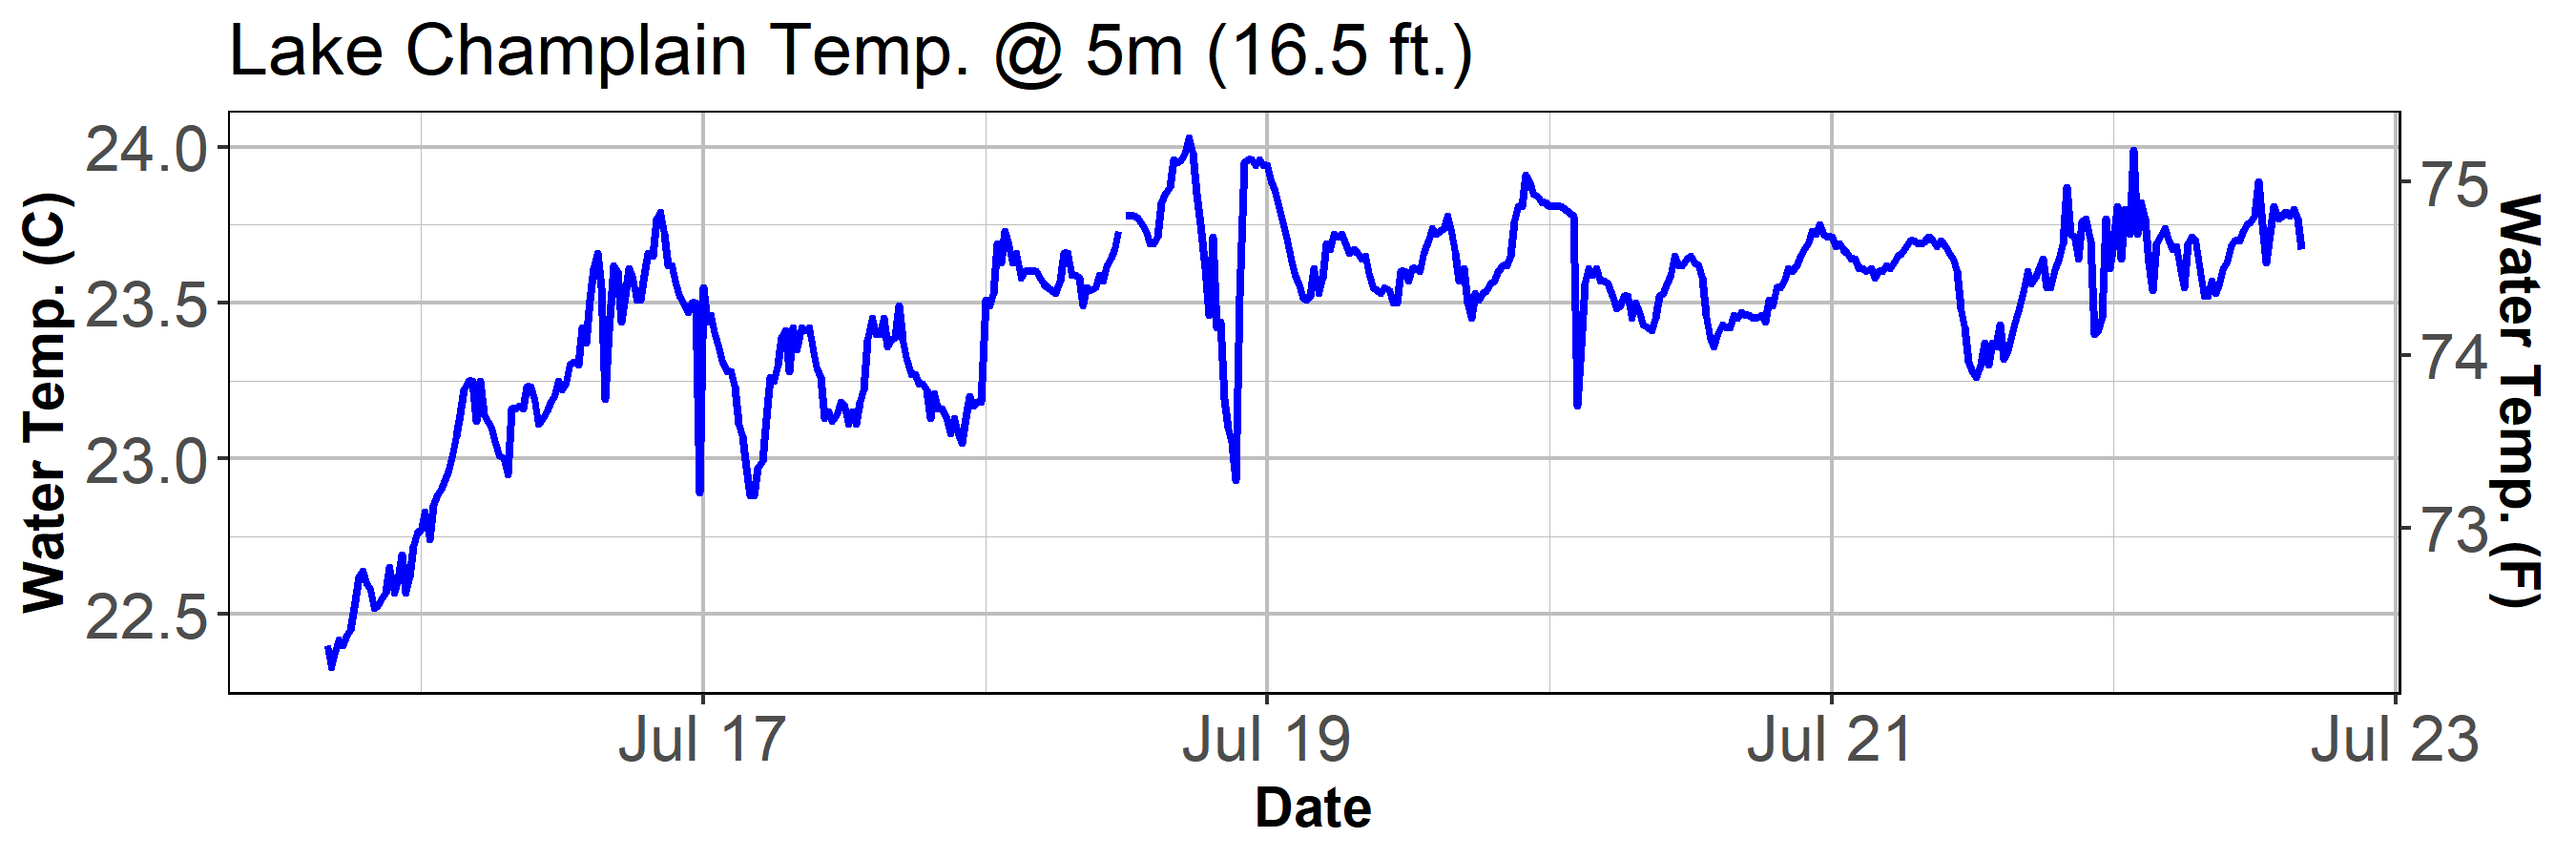 Lake Champlain Temp. @ 5m (16.5 ft.)
Water Temp. (C)
24.0
23.5
23.0
22.5
75
74
73
Water Temp. (F)
Jul 17
Jul 19
Jul 21
Jul 23
Date